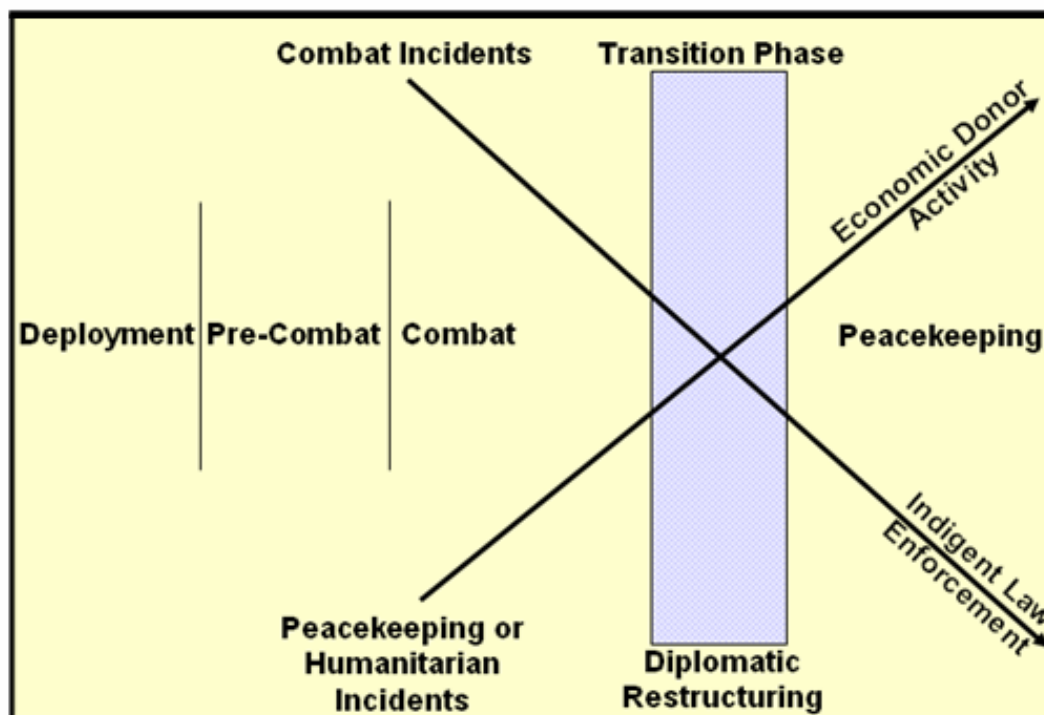 Combat Incidents
Transition Phase
Economic Donor
Activity
Deployment
Pre-Combat
Combat
Peacekeeping
Indigent Law
Enforcement
Peacekeeping or
Humanitarian
Incidents
Diplomatic
Restructuring